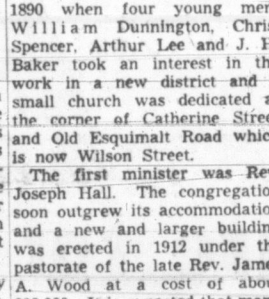 1890 when four young men
William Dunnington, Chris
Spencer, Arthur Lee and J. H
Baker took an interest in th
work in a new district and
small church was dedicated a
the corner of Catherine Stree
and Old Esquimalt Road whic
is now Wilson Street.
The first minister was Rev
Joseph Hall. The congregatio
soon outgrew its accommodatio
and a new and larger buildin
was erected in 1912 under th
pastorate of the late Rev. Jame
A. Wood at a cost of abou